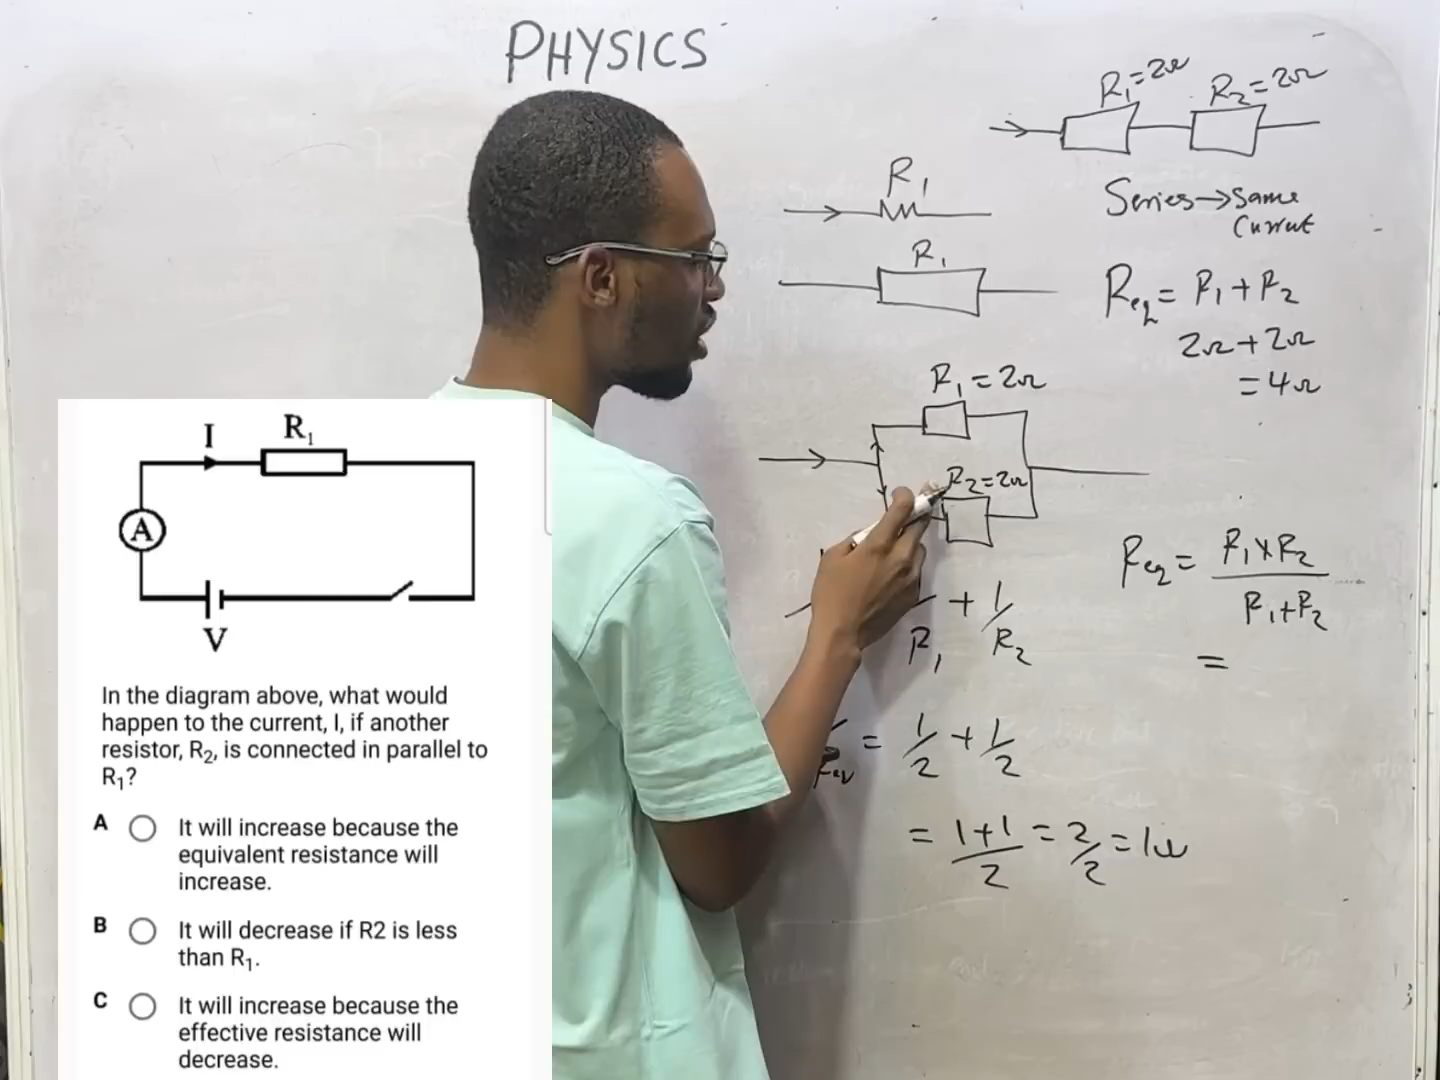 PHYSICS
R1=2Ω R2=2Ω
R1
Series→Same
Current
R1
Req= R1+R2
2Ω+2Ω
=4Ω
R1=2Ω
R2=2Ω
Req= R1×R2
R1+R2
=
1/R1 + 1/R2
1/Req = 1/2 + 1/2
= 1+1/2 = 2/2 = 1Ω
I R1
A
V
In the diagram above, what would
happen to the current, I, if another
resistor, R2, is connected in parallel to
R1?
A It will increase because the
equivalent resistance will
increase.
B It will decrease if R2 is less
than R1.
C It will increase because the
effective resistance will
decrease.